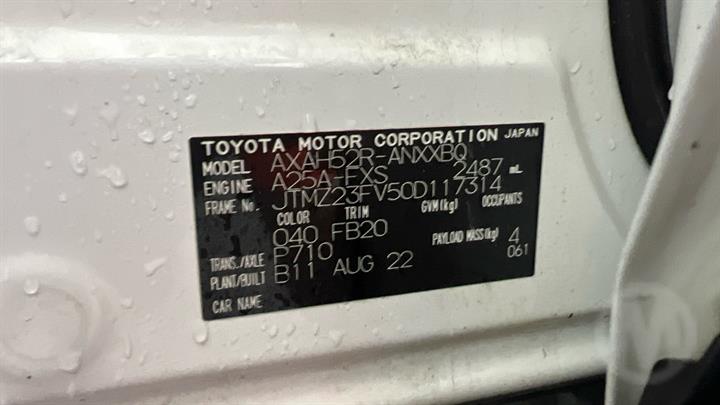 TOYOTA MOTOR CORPORATION JAPAN
MODEL AXAH52R-ANXXBQ
ENGINE A25A-FXS 2487 mL
FRAME No. JTMZ23FV50D117314
COLOR TRIM GVM(kg) OCCUPANTS
040 FB20
TRANS./AXLE P710 PAYLOAD MASS(kg) 4
PLANT/BUILT B11 AUG 22 061
CAR NAME
M